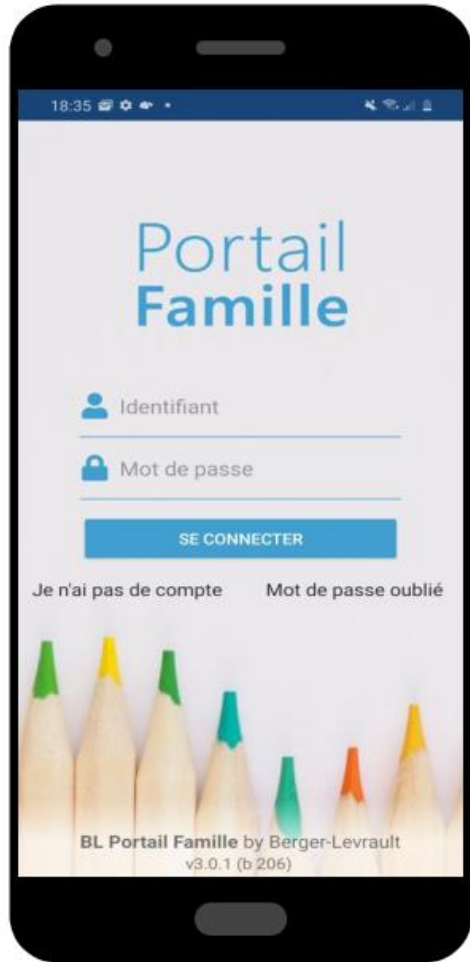 18:35
Portail
Famille
Identifiant
Mot de passe
SE CONNECTER
Je n'ai pas de compte
Mot de passe oublié
BL Portail Famille by Berger-Levrault
v3.0.1 (b 206)